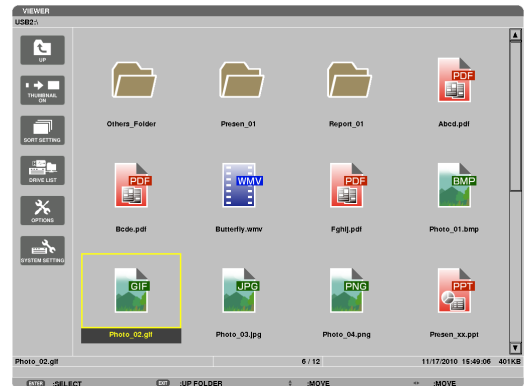 VIEWER
USB2:\
UP
THUMBNAIL
ON
SORT SETTING
DRIVE LIST
OPTIONS
SYSTEM SETTING
Others_Folder
Presen_01
Report_01
PDF
Abcd.pdf
PDF
Bcde.pdf
WMV
Butterfly.wmv
PDF
Fghij.pdf
BMP
Photo_01.bmp
GIF
Photo_02.gif
JPG
Photo_03.jpg
PNG
Photo_04.png
PPT
Presen_xx.ppt
Photo_02.gif 6 / 12 11/17/2010 15:49:06 401KB
ENTER :SELECT EXIT :UP FOLDER :MOVE :MOVE